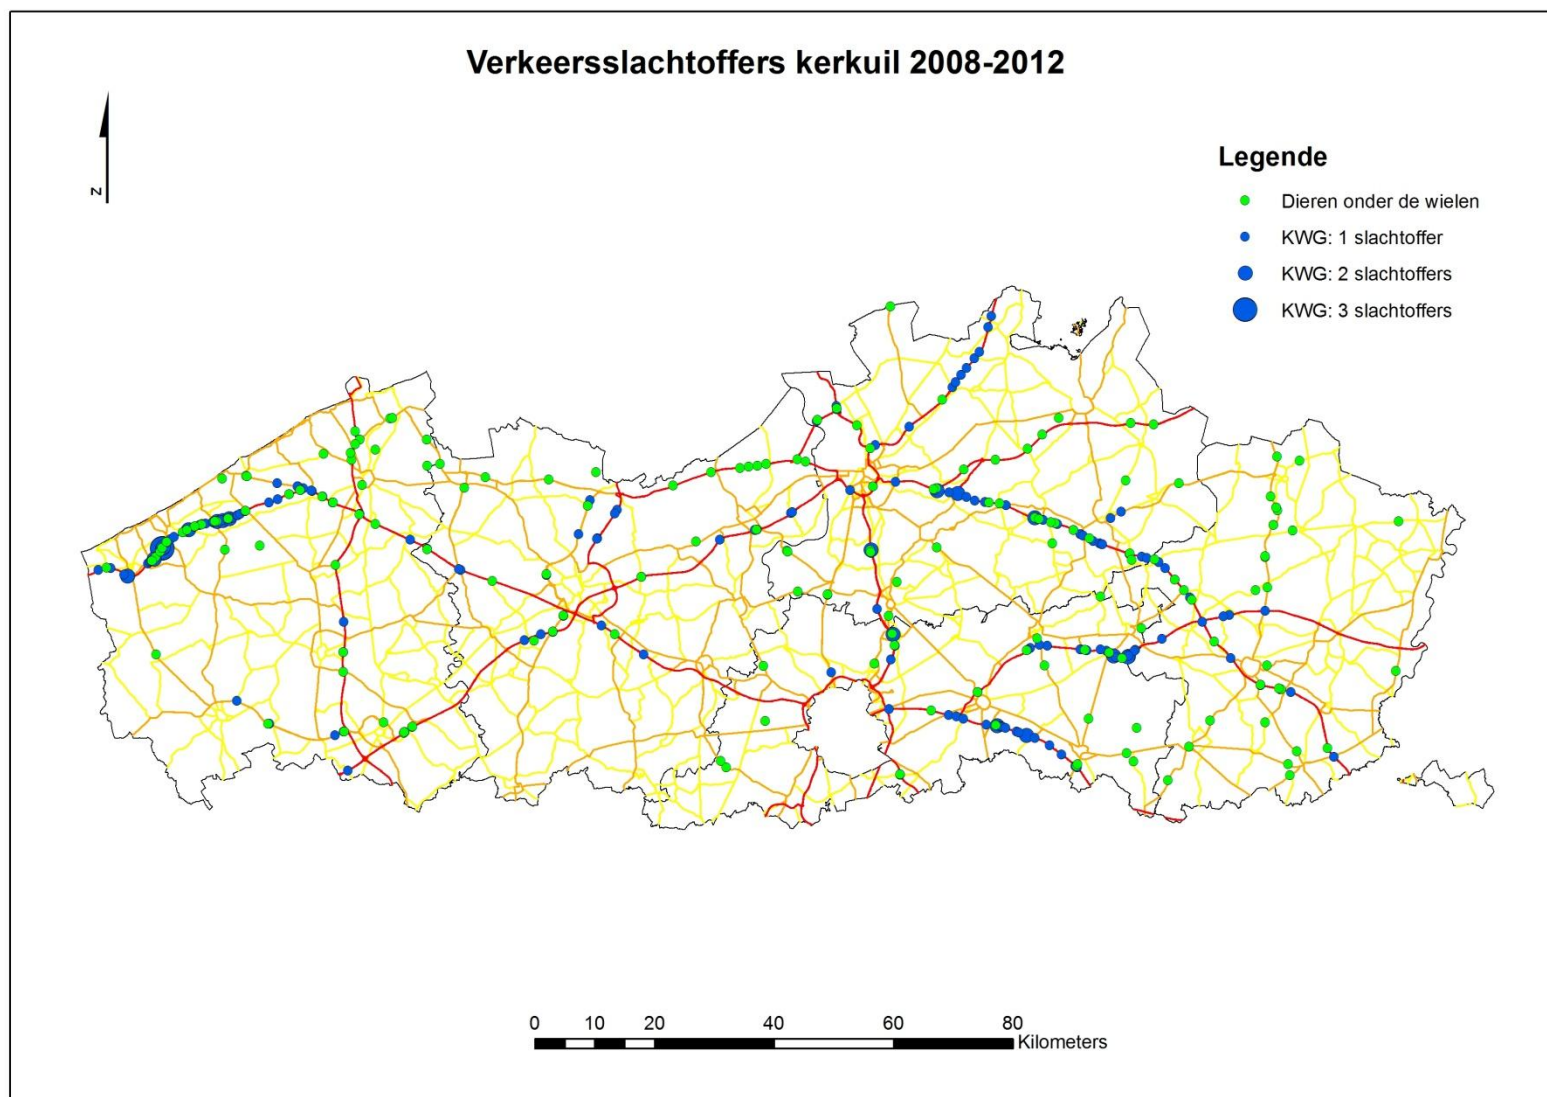 Verkeersslachtoffers kerkuil 2008-2012
z
Legende
Dieren onder de wielen
KWG: 1 slachtoffer
KWG: 2 slachtoffers
KWG: 3 slachtoffers
0 10 20 40 60 80
Kilometers